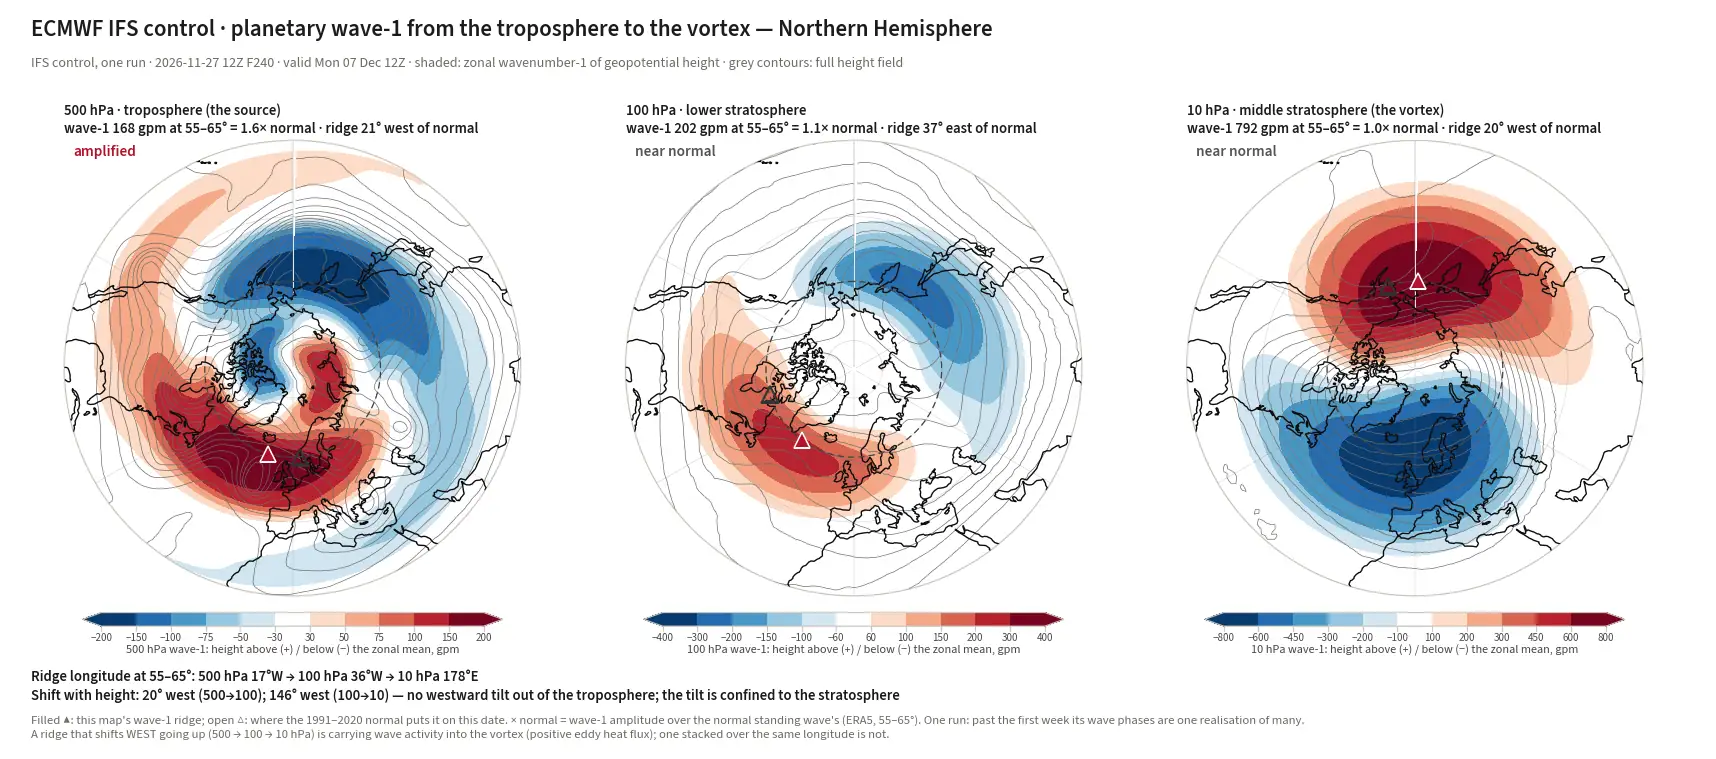 ECMWF IFS control · planetary wave-1 from the troposphere to the vortex — Northern Hemisphere
IFS control, one run · 2026-11-27 12Z F240 · valid Mon 07 Dec 12Z · shaded: zonal wavenumber-1 of geopotential height · grey contours: full height field
500 hPa · troposphere (the source)
wave-1 168 gpm at 55–65° = 1.6× normal · ridge 21° west of normal
amplified
100 hPa · lower stratosphere
wave-1 202 gpm at 55–65° = 1.1× normal · ridge 37° east of normal
near normal
10 hPa · middle stratosphere (the vortex)
wave-1 792 gpm at 55–65° = 1.0× normal · ridge 20° west of normal
near normal
−200 −150 −100 −75 −50 −30 30 50 75 100 150 200
500 hPa wave-1: height above (+) / below (−) the zonal mean, gpm
−400 −300 −200 −150 −100 −60 60 100 150 200 300 400
100 hPa wave-1: height above (+) / below (−) the zonal mean, gpm
−800 −600 −450 −300 −200 −100 100 200 300 450 600 800
10 hPa wave-1: height above (+) / below (−) the zonal mean, gpm
Ridge longitude at 55–65°: 500 hPa 17°W → 100 hPa 36°W → 10 hPa 178°E
Shift with height: 20° west (500→100); 146° west (100→10) — no westward tilt out of the troposphere; the tilt is confined to the stratosphere
Filled ▲: this map's wave-1 ridge; open △: where the 1991–2020 normal puts it on this date. × normal = wave-1 amplitude over the normal standing wave's (ERA5, 55–65°). One run: past the first week its wave phases are one realisation of many.
A ridge that shifts WEST going up (500 → 100 → 10 hPa) is carrying wave activity into the vortex (positive eddy heat flux); one stacked over the same longitude is not.